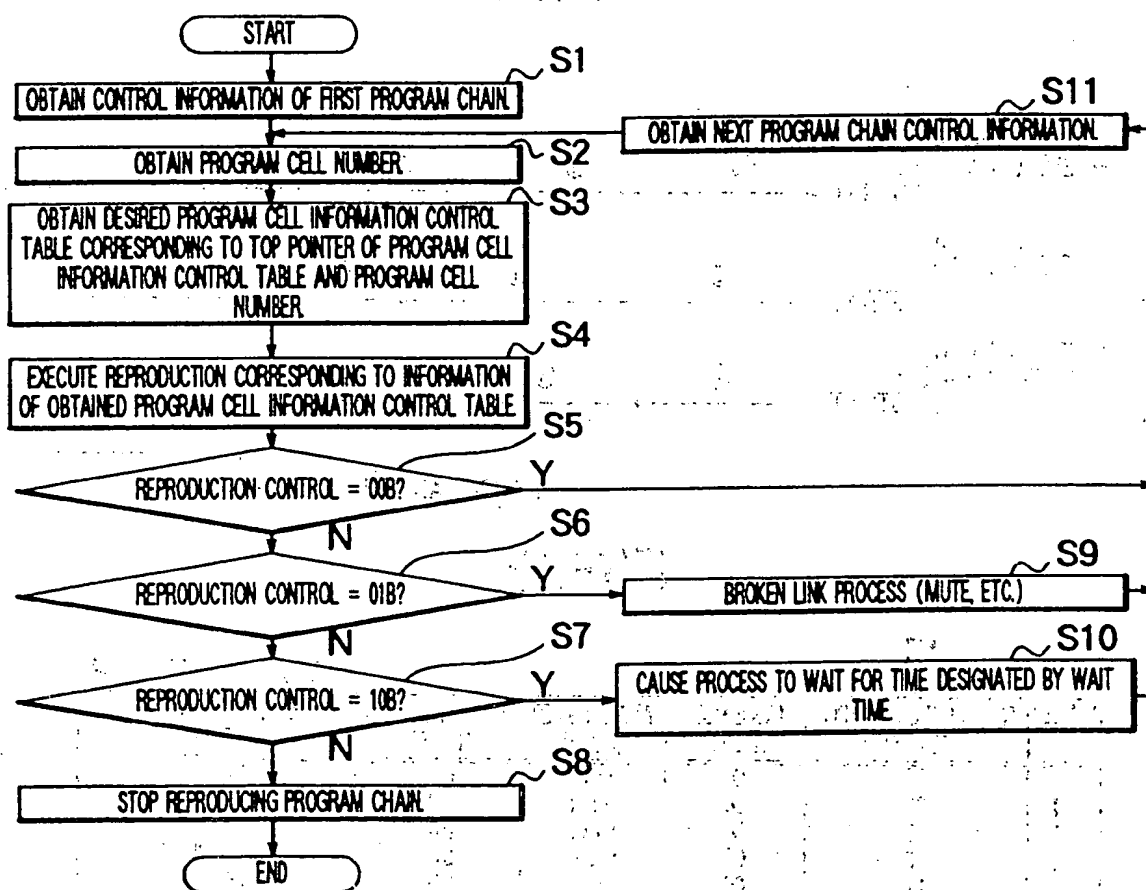 START
S1
OBTAIN CONTROL INFORMATION OF FIRST PROGRAM CHAIN.
S11
OBTAIN NEXT PROGRAM CHAIN CONTROL INFORMATION.
S2
OBTAIN PROGRAM CELL NUMBER.
S3
OBTAIN DESIRED PROGRAM CELL INFORMATION CONTROL
TABLE CORRESPONDING TO TOP POINTER OF PROGRAM CELL
INFORMATION CONTROL TABLE AND PROGRAM CELL
NUMBER.
S4
EXECUTE REPRODUCTION CORRESPONDING TO INFORMATION
OF OBTAINED PROGRAM CELL INFORMATION CONTROL TABLE.
S5
REPRODUCTION CONTROL = 00B?
Y
N
S6
REPRODUCTION CONTROL = 01B?
Y
N
S9
BROKEN LINK PROCESS (MUTE, ETC.)
S7
REPRODUCTION CONTROL = 10B?
Y
N
S10
CAUSE PROCESS TO WAIT FOR TIME DESIGNATED BY WAIT
TIME.
S8
STOP REPRODUCING PROGRAM CHAIN.
END